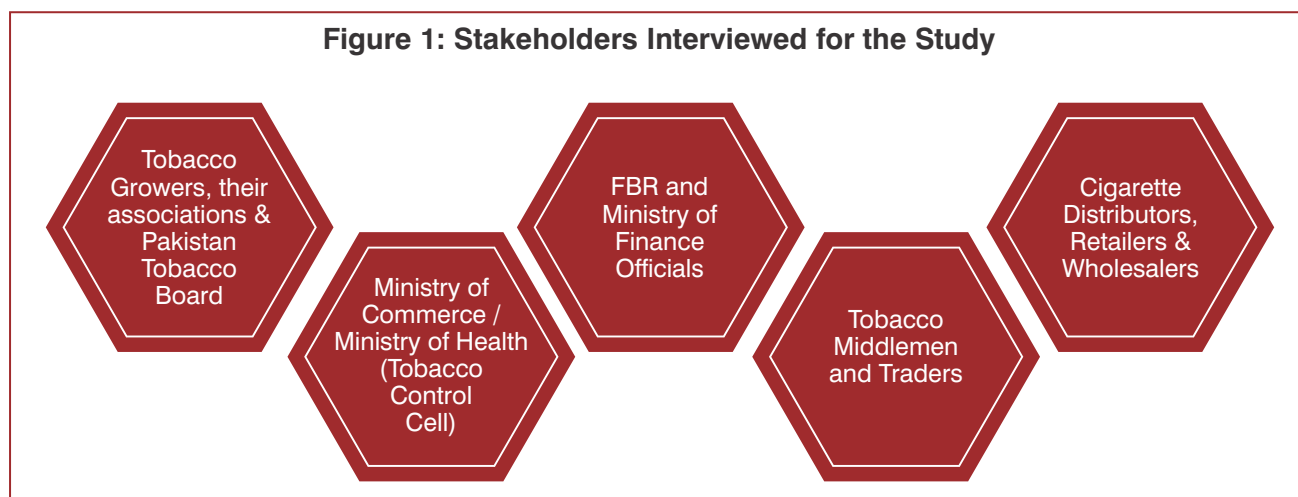 Figure 1: Stakeholders Interviewed for the Study
Tobacco
Growers, their
associations &
Pakistan
Tobacco
Board
Ministry of
Commerce /
Ministry of Health
(Tobacco
Control
Cell)
FBR and
Ministry of
Finance
Officials
Tobacco
Middlemen
and Traders
Cigarette
Distributors,
Retailers &
Wholesalers